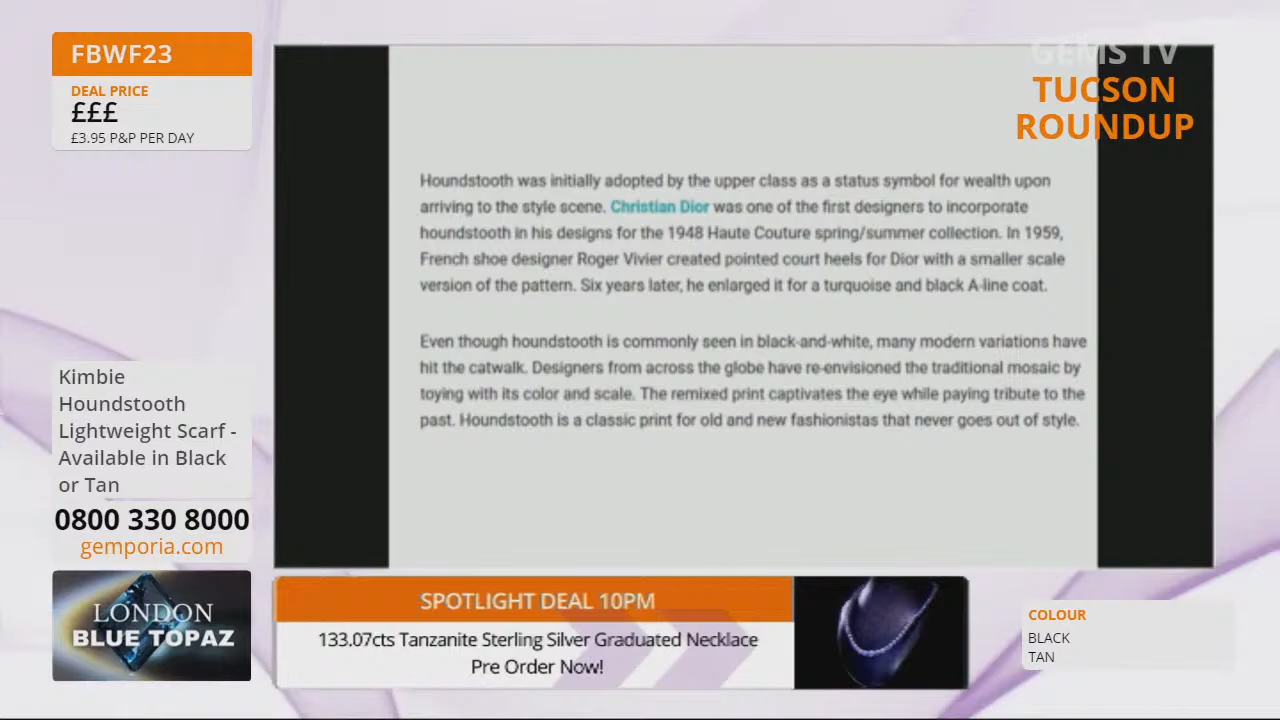 FBWF23
DEAL PRICE
£££
£3.95 P&P PER DAY
GEMS TV
TUCSON
ROUNDUP
Houndstooth was initially adopted by the upper class as a status symbol for wealth upon
arriving to the style scene. Christian Dior was one of the first designers to incorporate
houndstooth in his designs for the 1948 Haute Couture spring/summer collection. In 1959,
French shoe designer Roger Vivier created pointed court heels for Dior with a smaller scale
version of the pattern. Six years later, he enlarged it for a turquoise and black A-line coat.
Even though houndstooth is commonly seen in black-and-white, many modern variations have
hit the catwalk. Designers from across the globe have re-envisioned the traditional mosaic by
toying with its color and scale. The remixed print captivates the eye while paying tribute to the
past. Houndstooth is a classic print for old and new fashionistas that never goes out of style.
Kimbie
Houndstooth
Lightweight Scarf -
Available in Black
or Tan
0800 330 8000
gemporia.com
LONDON
BLUE TOPAZ
SPOTLIGHT DEAL 10PM
133.07cts Tanzanite Sterling Silver Graduated Necklace
Pre Order Now!
COLOUR
BLACK
TAN